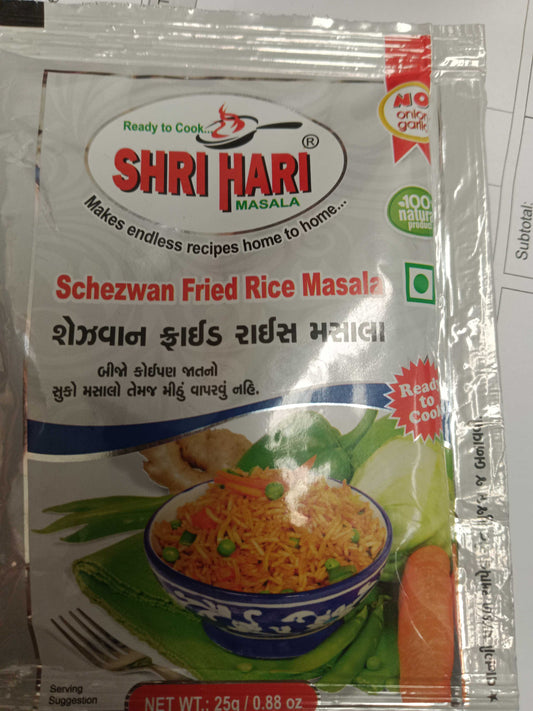 Ready to Cook...
SHRI HARI®
MASALA
Makes endless recipes home to home...
NO
onion
garlic
100%
natural
product
Schezwan Fried Rice Masala
શેઝવાન ફ્રાઈડ રાઈસ મસાલા
બીજો કોઈપણ જાતનો
સુકો મસાલો તેમજ મીઠું વાપરવું નહિ.
Ready
to
Cook
Serving
Suggestion
NET WT.: 25g / 0.88 oz
Subtotal: